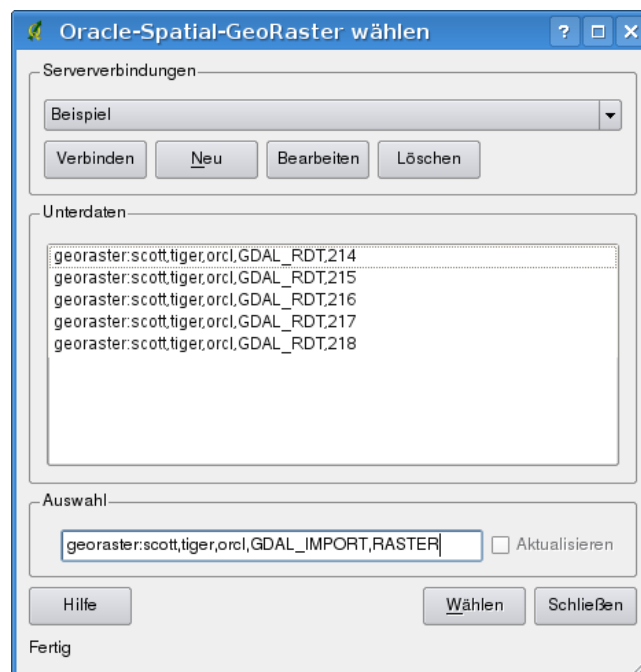 Oracle-Spatial-GeoRaster wählen
Serververbindungen
Beispiel
Verbinden Neu Bearbeiten Löschen
Unterdaten
georaster:scott,tiger,orcl,GDAL_RDT,214
georaster:scott,tiger,orcl,GDAL_RDT,215
georaster:scott,tiger,orcl,GDAL_RDT,216
georaster:scott,tiger,orcl,GDAL_RDT,217
georaster:scott,tiger,orcl,GDAL_RDT,218
Auswahl
georaster:scott,tiger,orcl,GDAL_IMPORT,RASTER Aktualisieren
Hilfe Wählen Schließen
Fertig